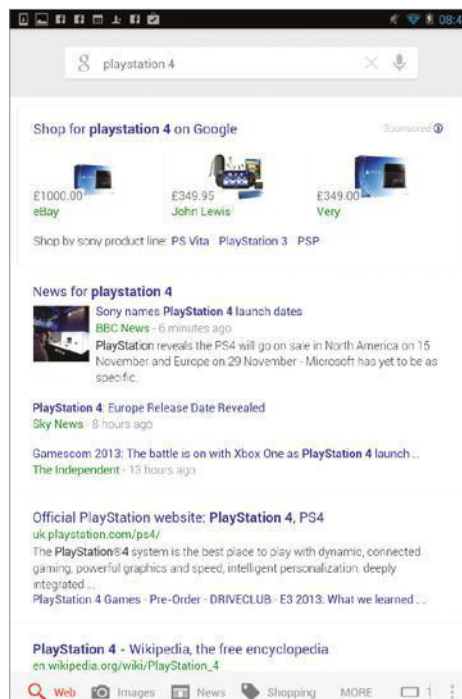 08:4
g playstation 4
Shop for playstation 4 on Google
Sponsored
£1000.00 £349.95 £349.00
eBay John Lewis Very
Shop by sony product line: PS Vita PlayStation 3 PSP
News for playstation 4
Sony names PlayStation 4 launch dates
BBC News - 6 minutes ago
PlayStation reveals the PS4 will go on sale in North America on 15
November and Europe on 29 November - Microsoft has yet to be as
specific.
PlayStation 4: Europe Release Date Revealed
Sky News - 8 hours ago
Gamescom 2013: The battle is on with Xbox One as PlayStation 4 launch ...
The Independent - 13 hours ago
Official PlayStation website: PlayStation 4, PS4
uk.playstation.com/ps4/
The PlayStation®4 system is the best place to play with dynamic, connected
gaming, powerful graphics and speed, intelligent personalization, deeply
integrated ...
PlayStation 4 Games - Pre-Order - DRIVECLUB - E3 2013: What we learned ...
PlayStation 4 - Wikipedia, the free encyclopedia
en.wikipedia.org/wiki/PlayStation_4
Web Images News Shopping MORE